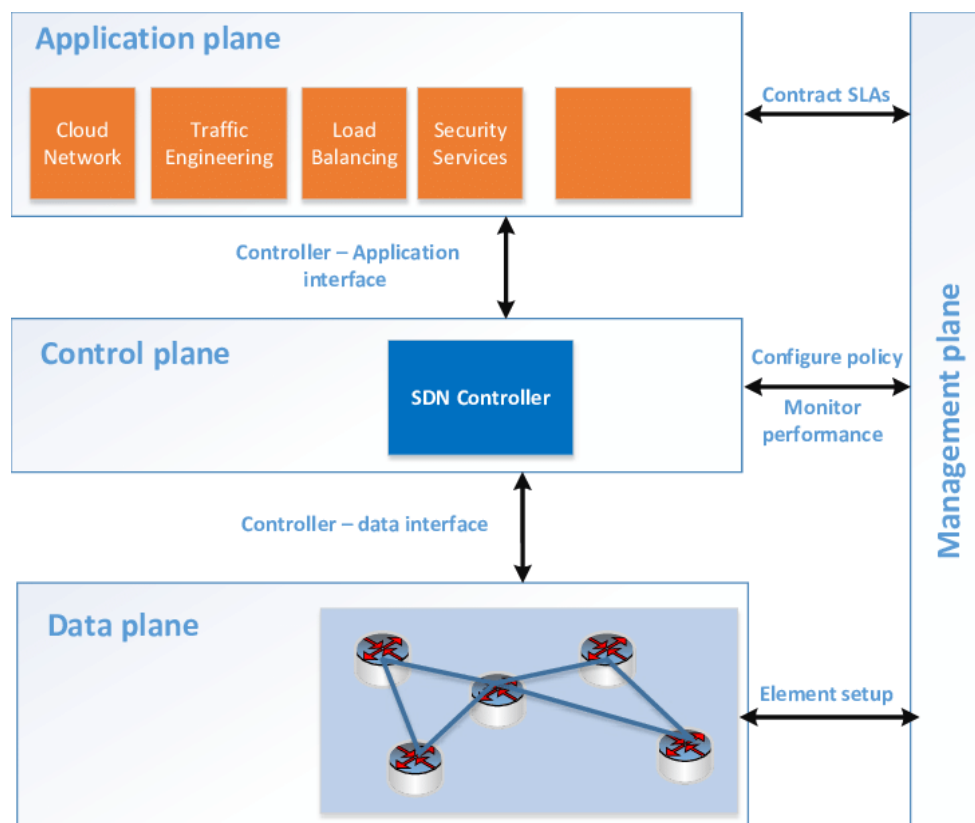 Application plane
Cloud
Network
Traffic
Engineering
Load
Balancing
Security
Services
Contract SLAs
Controller – Application
interface
Control plane
SDN Controller
Configure policy
Monitor
performance
Management plane
Controller – data interface
Data plane
Element setup